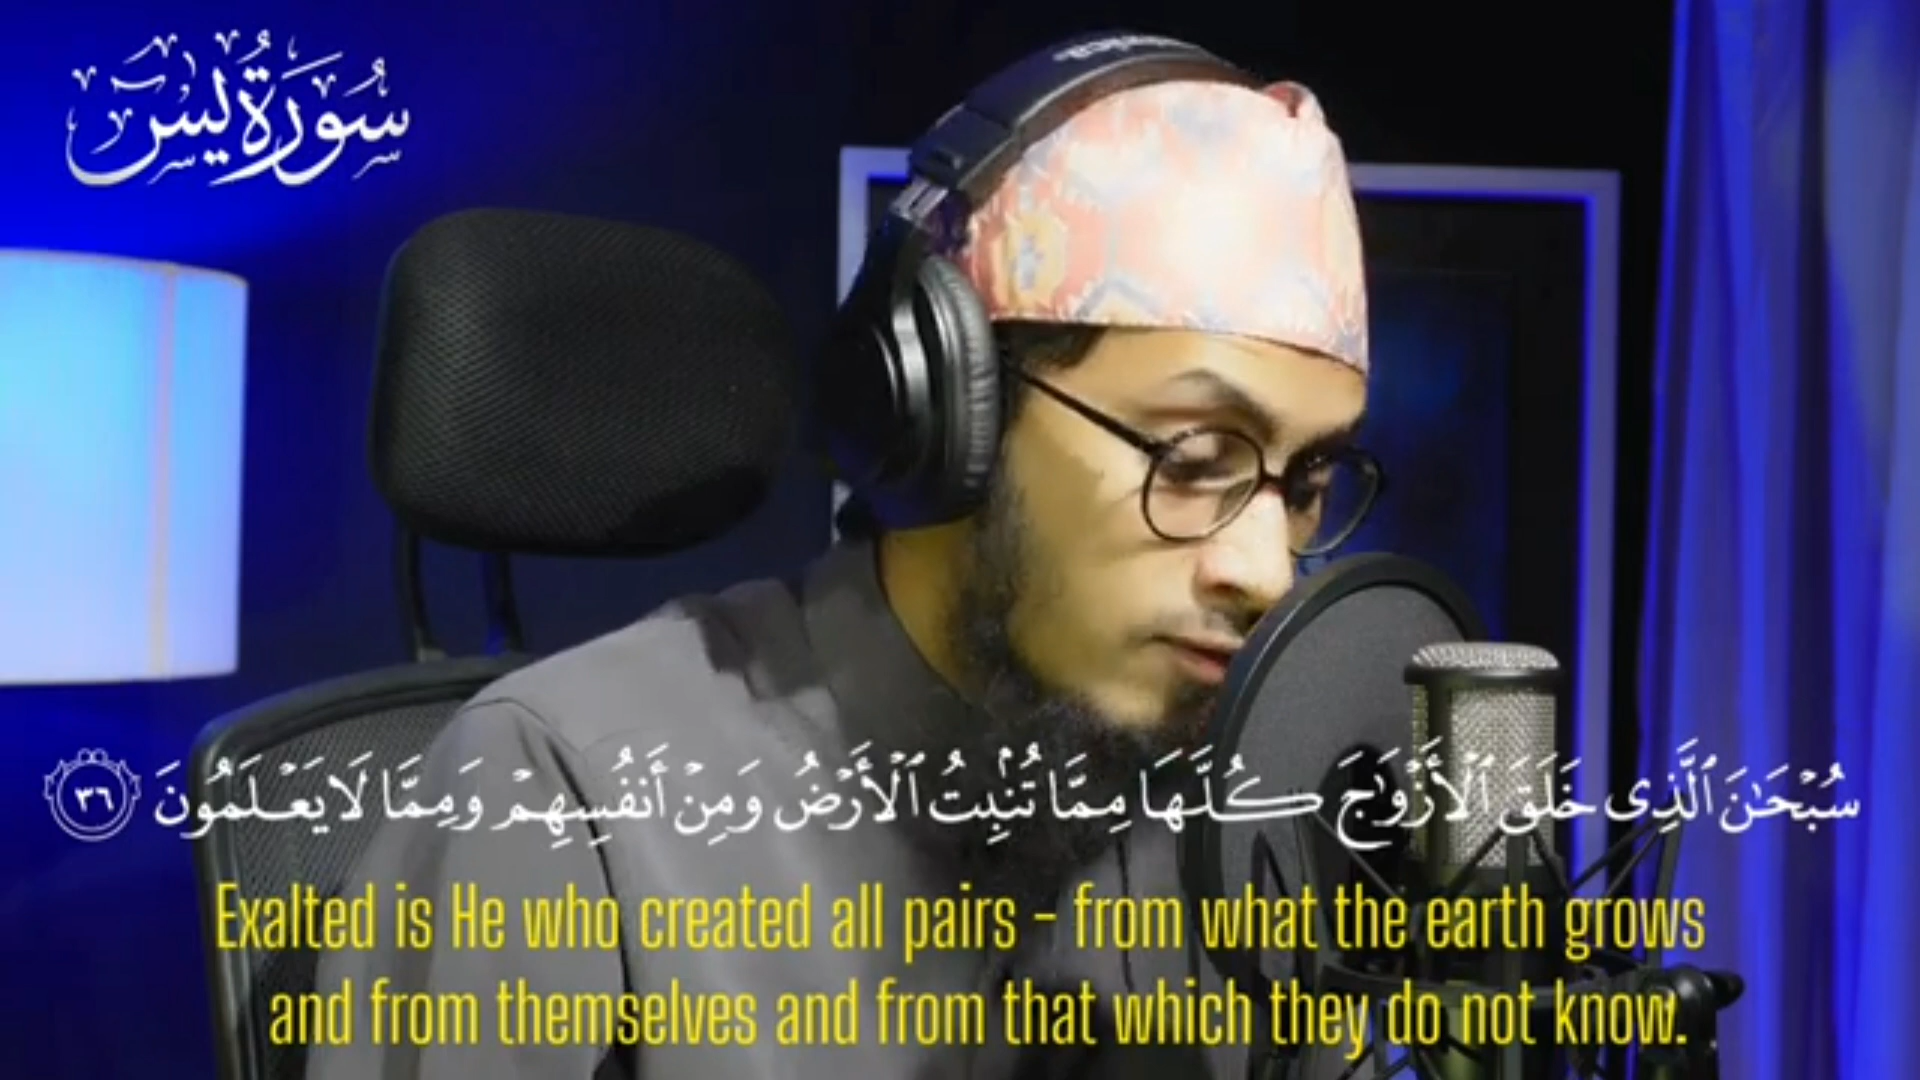 سُورَةُ يسٓ
سُبْحَٰنَ ٱلَّذِى خَلَقَ ٱلْأَزْوَٰجَ كُلَّهَا مِمَّا تُنۢبِتُ ٱلْأَرْضُ وَمِنْ أَنفُسِهِمْ وَمِمَّا لَا يَعْلَمُونَ ٣٦
Exalted is He who created all pairs - from what the earth grows
and from themselves and from that which they do not know.